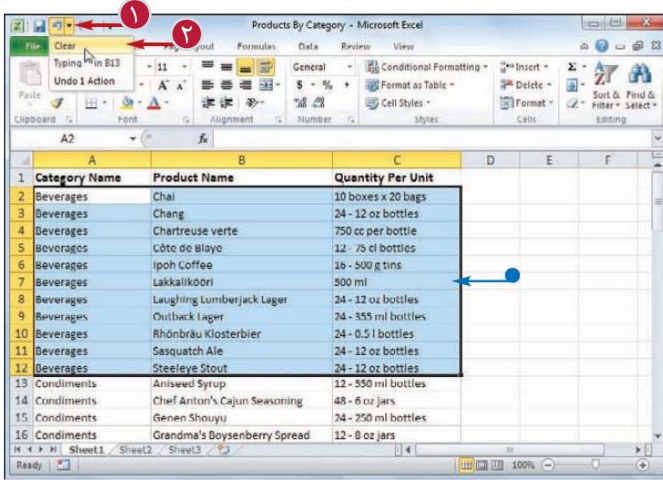 ١
٢
Products By Category - Microsoft Excel
File Page Layout Formulas Data Review View
Clear
Typing '' in B13
Undo 1 Action
11 General Conditional Formatting Insert
Paste $ - % , Format as Table Delete
Cell Styles Format Sort & Filter Find & Select
Clipboard Font Alignment Number Styles Cells Editing
A2 fx
A B C D E F
1 Category Name Product Name Quantity Per Unit
2 Beverages Chai 10 boxes x 20 bags
3 Beverages Chang 24 - 12 oz bottles
4 Beverages Chartreuse verte 750 cc per bottle
5 Beverages Côte de Blaye 12 - 75 cl bottles
6 Beverages Ipoh Coffee 16 - 500 g tins
7 Beverages Lakkalikööri 500 ml
8 Beverages Laughing Lumberjack Lager 24 - 12 oz bottles
9 Beverages Outback Lager 24 - 355 ml bottles
10 Beverages Rhönbräu Klosterbier 24 - 0.5 l bottles
11 Beverages Sasquatch Ale 24 - 12 oz bottles
12 Beverages Steeleye Stout 24 - 12 oz bottles
13 Condiments Aniseed Syrup 12 - 550 ml bottles
14 Condiments Chef Anton's Cajun Seasoning 48 - 6 oz jars
15 Condiments Genen Shouyu 24 - 250 ml bottles
16 Condiments Grandma's Boysenberry Spread 12 - 8 oz jars
Sheet1 Sheet2 Sheet3
Ready 100%